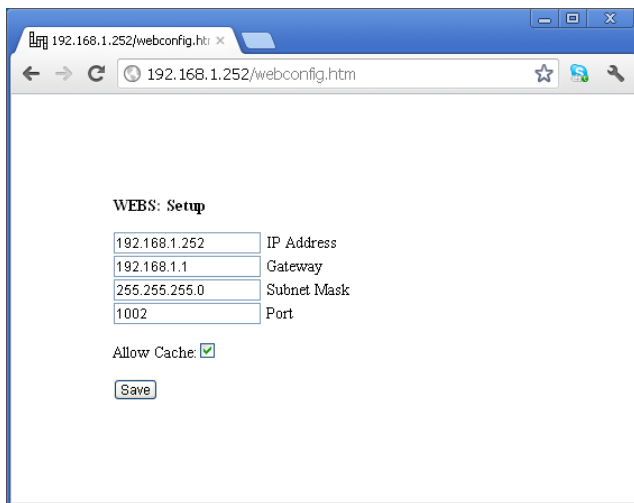 192.168.1.252/webconfig.htm
192.168.1.252/webconfig.htm
WEBS: Setup
192.168.1.252 IP Address
192.168.1.1 Gateway
255.255.255.0 Subnet Mask
1002 Port
Allow Cache:
Save